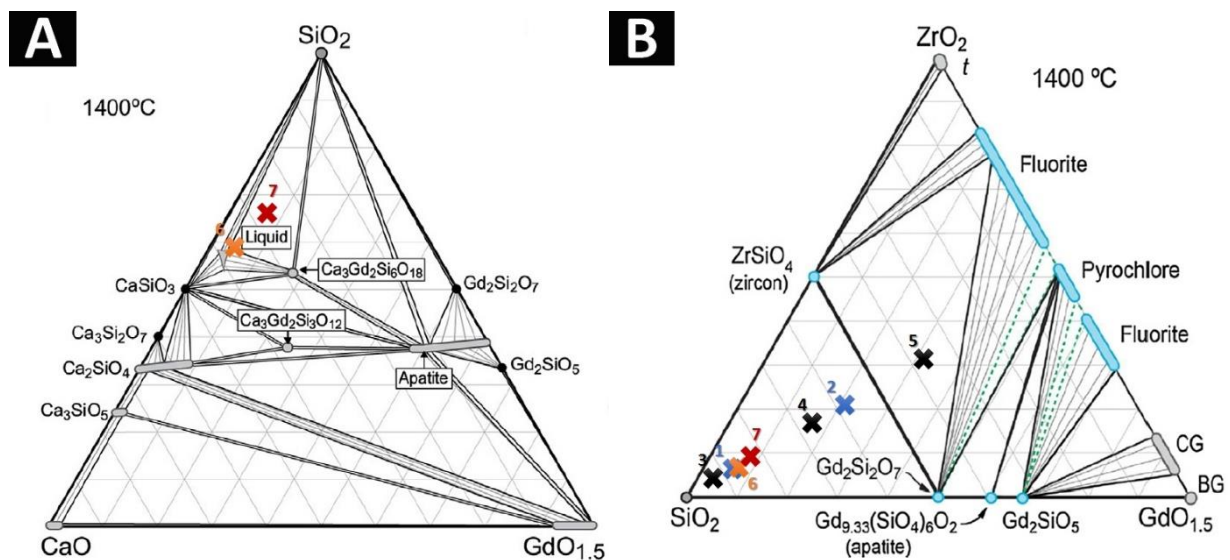 A
SiO2
1400ºC
7
6
Liquid
Ca3Gd2Si6O18
CaSiO3
Gd2Si2O7
Ca3Gd2Si3O12
Ca3Si2O7
Ca2SiO4
Gd2SiO5
Apatite
Ca3SiO5
CaO
GdO1.5
B
ZrO2
t
1400 ºC
Fluorite
ZrSiO4
(zircon)
Pyrochlore
Fluorite
5
2
4
7
1
3
6
Gd2Si2O7
CG
BG
SiO2
Gd9.33(SiO4)6O2
(apatite)
Gd2SiO5
GdO1.5